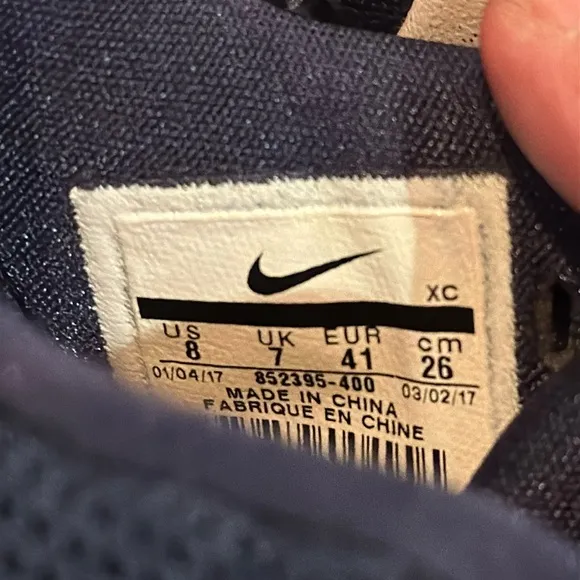 XC
US UK EUR cm
8 7 41 26
01/04/17 852395-400 03/02/17
MADE IN CHINA
FABRIQUE EN CHINE